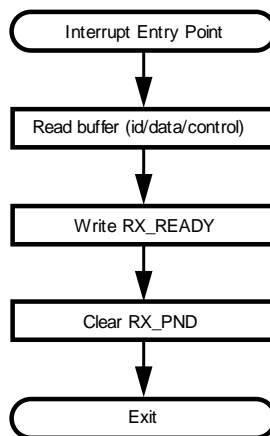 Interrupt Entry Point
Read buffer (id/data/control)
Write RX_READY
Clear RX_PND
Exit